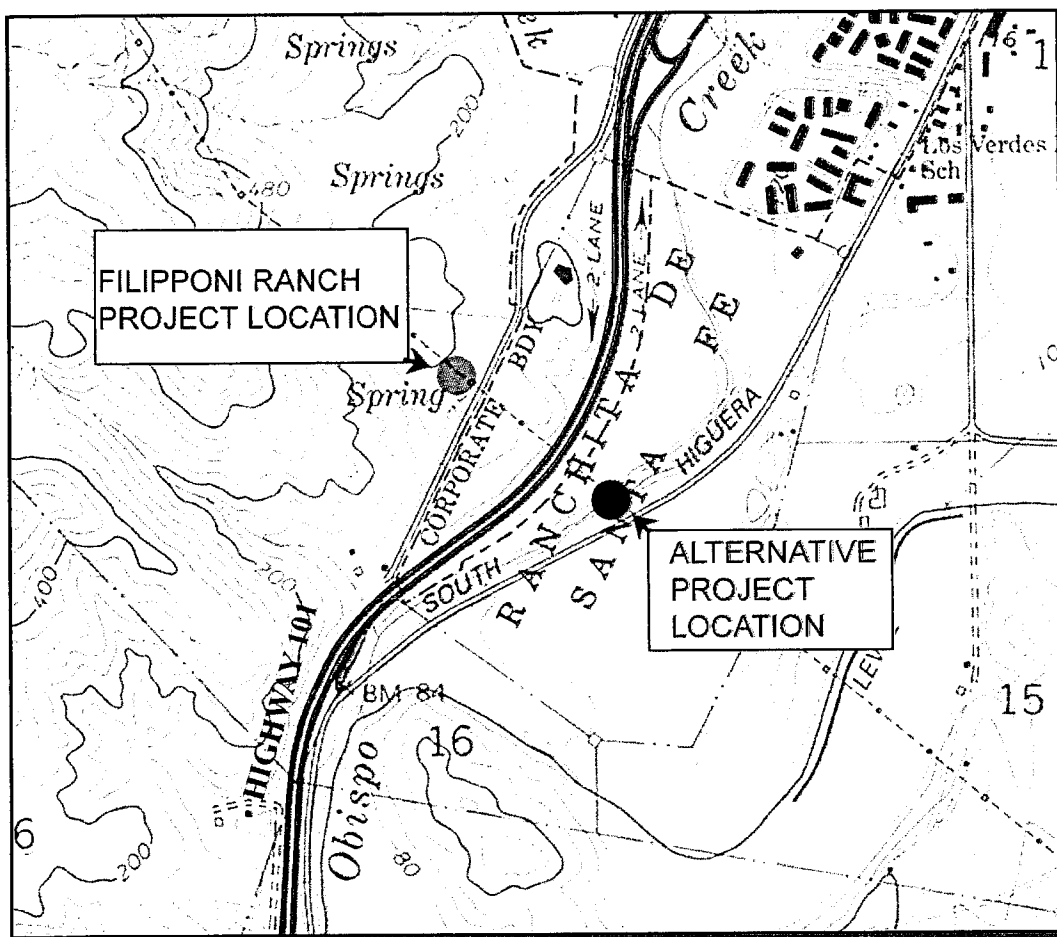 Springs
200
Creek
16
1
Los Verdes
Sch
Springs
480
2 LANE
2 LANE
FILIPPONI RANCH
PROJECT LOCATION
Spring
CORPORATE BDK
RANCHITA DE
SANTA FE
SOUTH HIGUERA
ALTERNATIVE
PROJECT
LOCATION
400
200
HIGHWAY 101
BM 84
16
15
Obispo
6
200
80